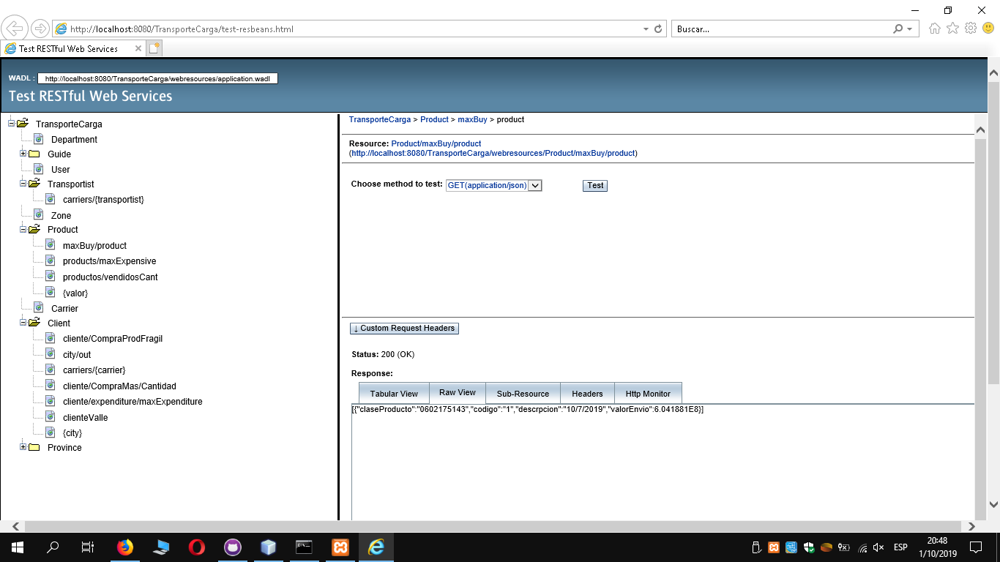 http://localhost:8080/TransporteCarga/test-resbeans.html
Buscar...
Test RESTful Web Services
WADL : http://localhost:8080/TransporteCarga/webresources/application.wadl
Test RESTful Web Services
TransporteCarga
Department
Guide
User
Transportist
carriers/{transportist}
Zone
Product
maxBuy/product
products/maxExpensive
productos/vendidosCant
{valor}
Carrier
Client
cliente/CompraProdFragil
city/out
carriers/{carrier}
cliente/CompraMas/Cantidad
cliente/expenditure/maxExpenditure
clienteValle
{city}
Province
TransporteCarga > Product > maxBuy > product
Resource: Product/maxBuy/product
(http://localhost:8080/TransporteCarga/webresources/Product/maxBuy/product)
Choose method to test: GET(application/json) Test
↓ Custom Request Headers
Status: 200 (OK)
Response:
Tabular View Raw View Sub-Resource Headers Http Monitor
[{"claseProducto":"0602175143","codigo":"1","descrpcion":"10/7/2019","valorEnvio":6.041881E8}]
ESP
20:48
1/10/2019